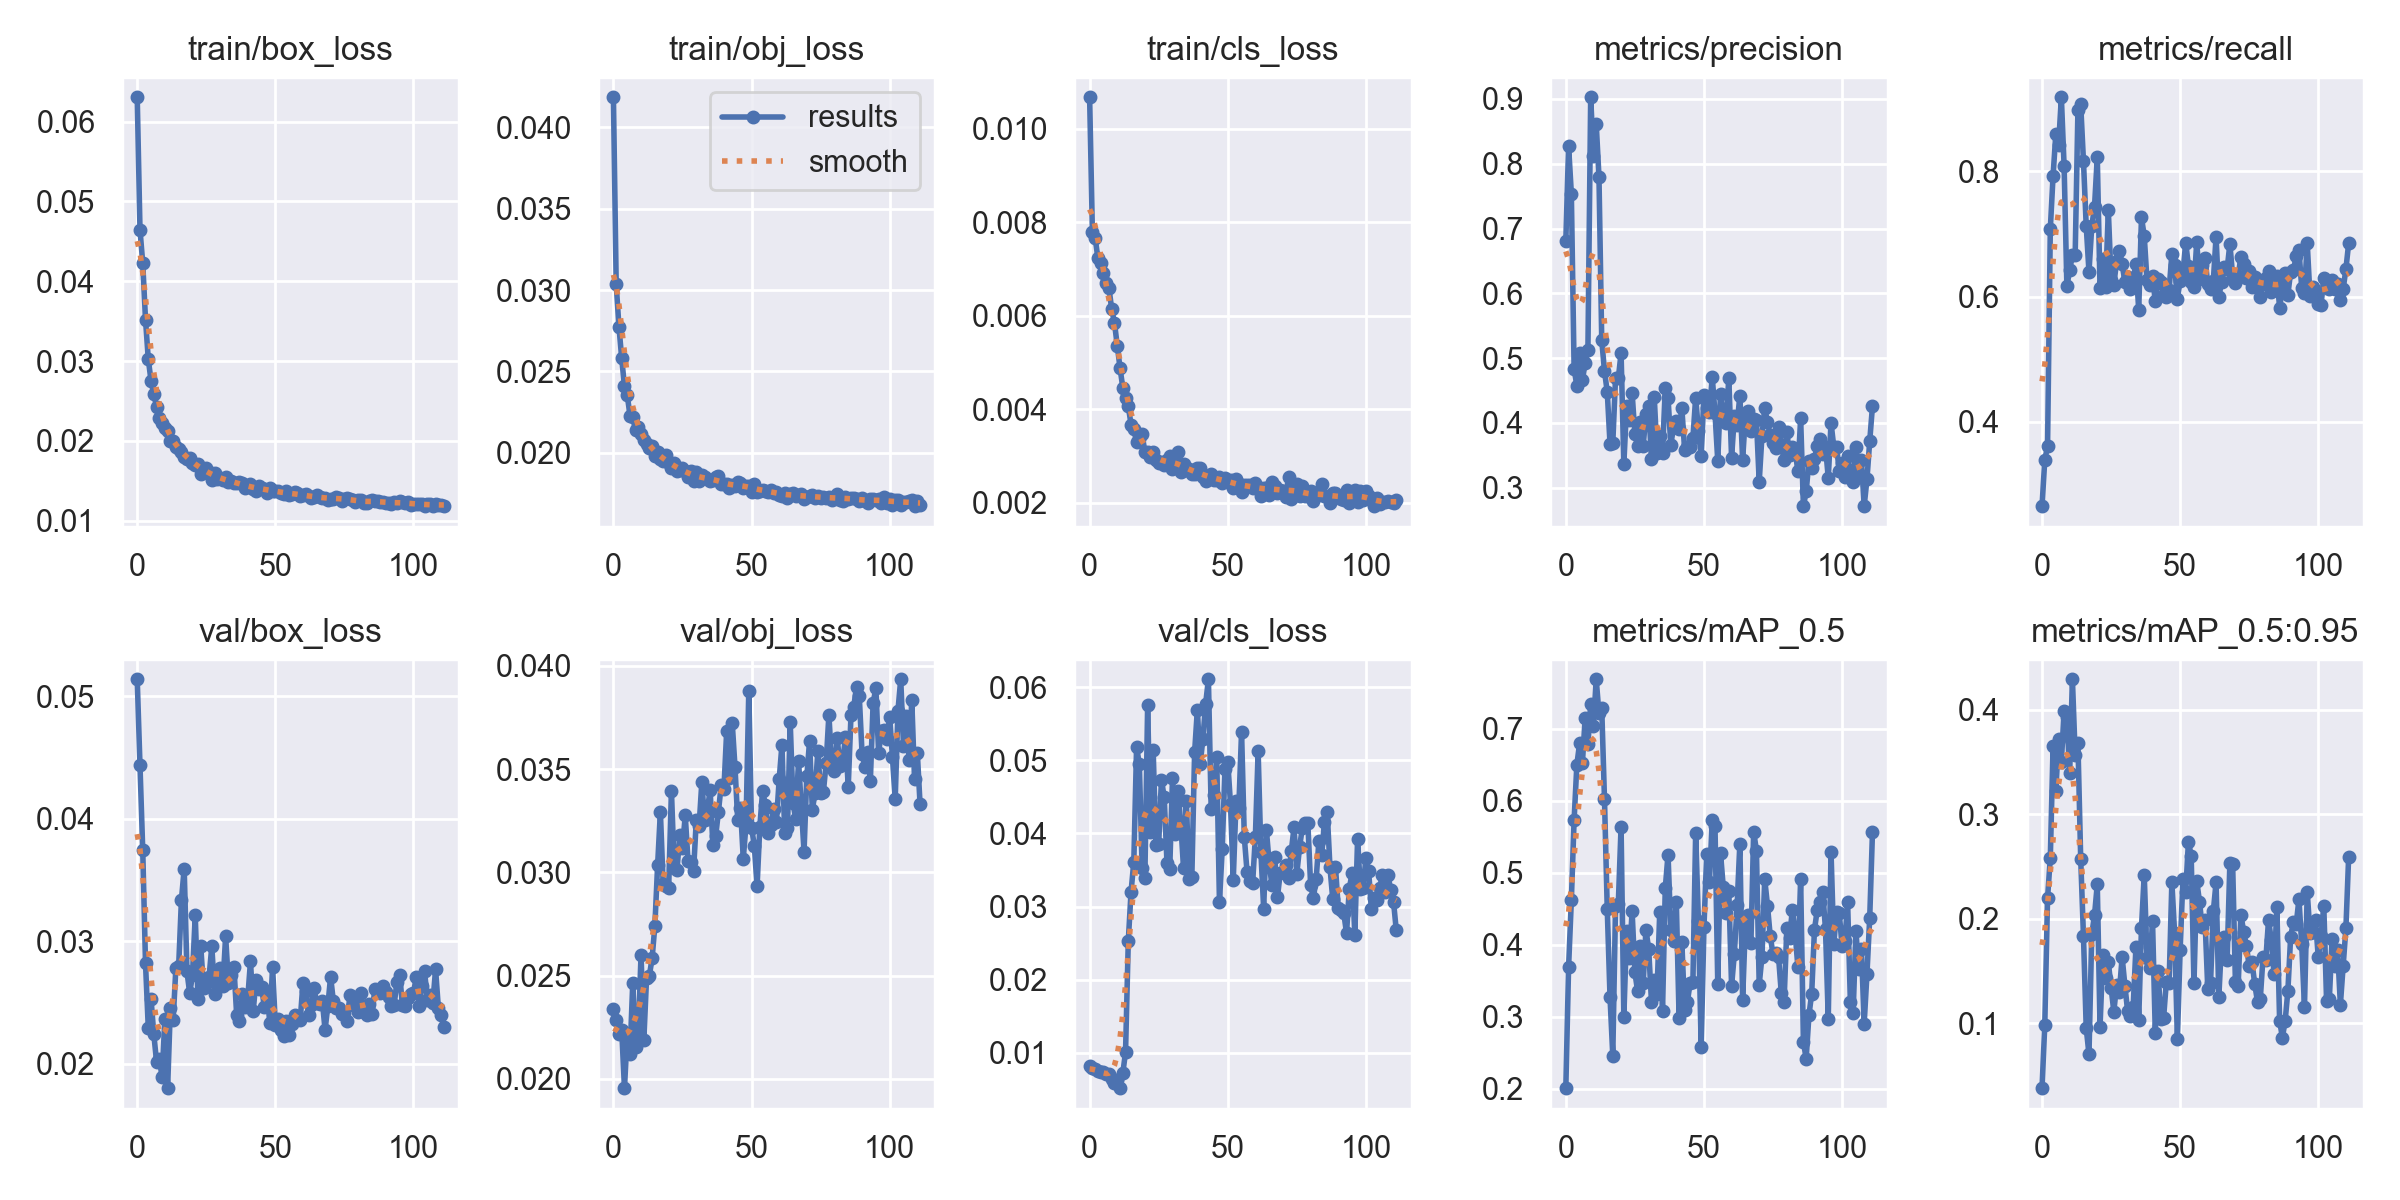 train/box_loss
0.06
0.05
0.04
0.03
0.02
0.01
0 50 100
train/obj_loss
results
smooth
0.040
0.035
0.030
0.025
0.020
0 50 100
train/cls_loss
0.010
0.008
0.006
0.004
0.002
0 50 100
metrics/precision
0.9
0.8
0.7
0.6
0.5
0.4
0.3
0 50 100
metrics/recall
0.8
0.6
0.4
0 50 100
val/box_loss
0.05
0.04
0.03
0.02
0 50 100
val/obj_loss
0.040
0.035
0.030
0.025
0.020
0 50 100
val/cls_loss
0.06
0.05
0.04
0.03
0.02
0.01
0 50 100
metrics/mAP_0.5
0.7
0.6
0.5
0.4
0.3
0.2
0 50 100
metrics/mAP_0.5:0.95
0.4
0.3
0.2
0.1
0 50 100